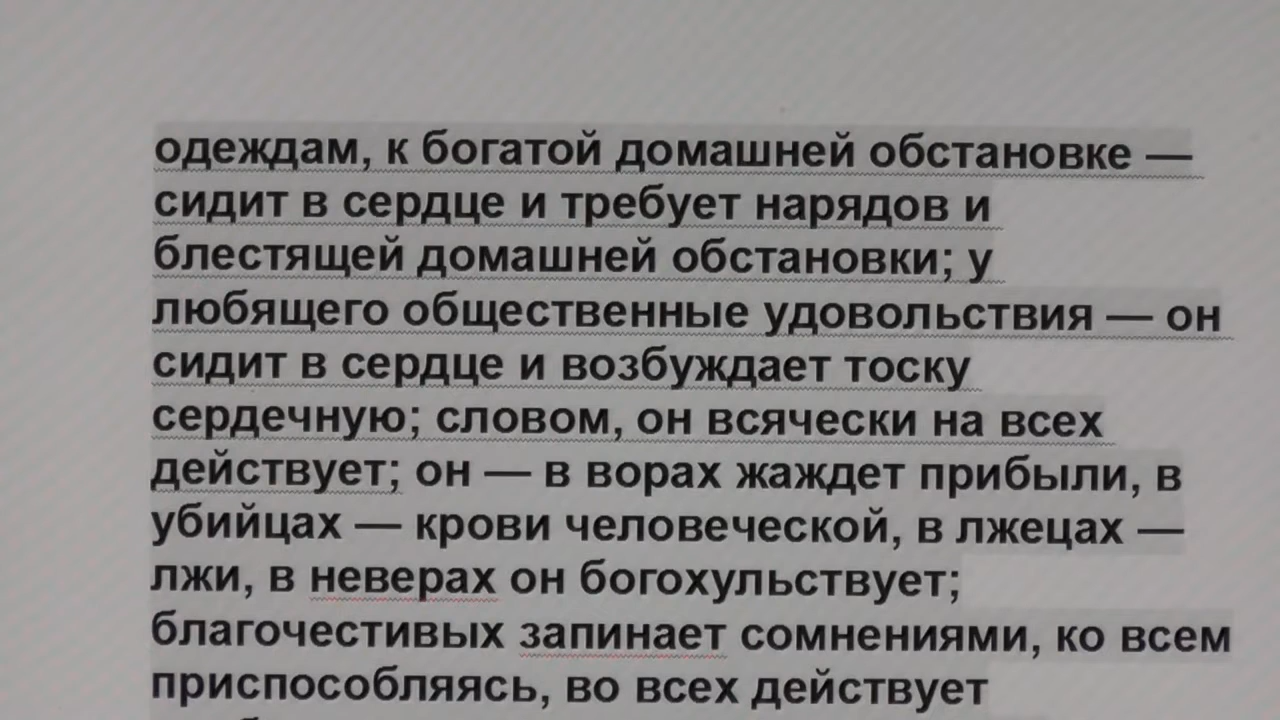 одеждам, к богатой домашней обстановке —
сидит в сердце и требует нарядов и
блестящей домашней обстановки; у
любящего общественные удовольствия — он
сидит в сердце и возбуждает тоску
сердечную; словом, он всячески на всех
действует; он — в ворах жаждет прибыли, в
убийцах — крови человеческой, в лжецах —
лжи, в неверах он богохульствует;
благочестивых запинает сомнениями, ко всем
приспособляясь, во всех действует